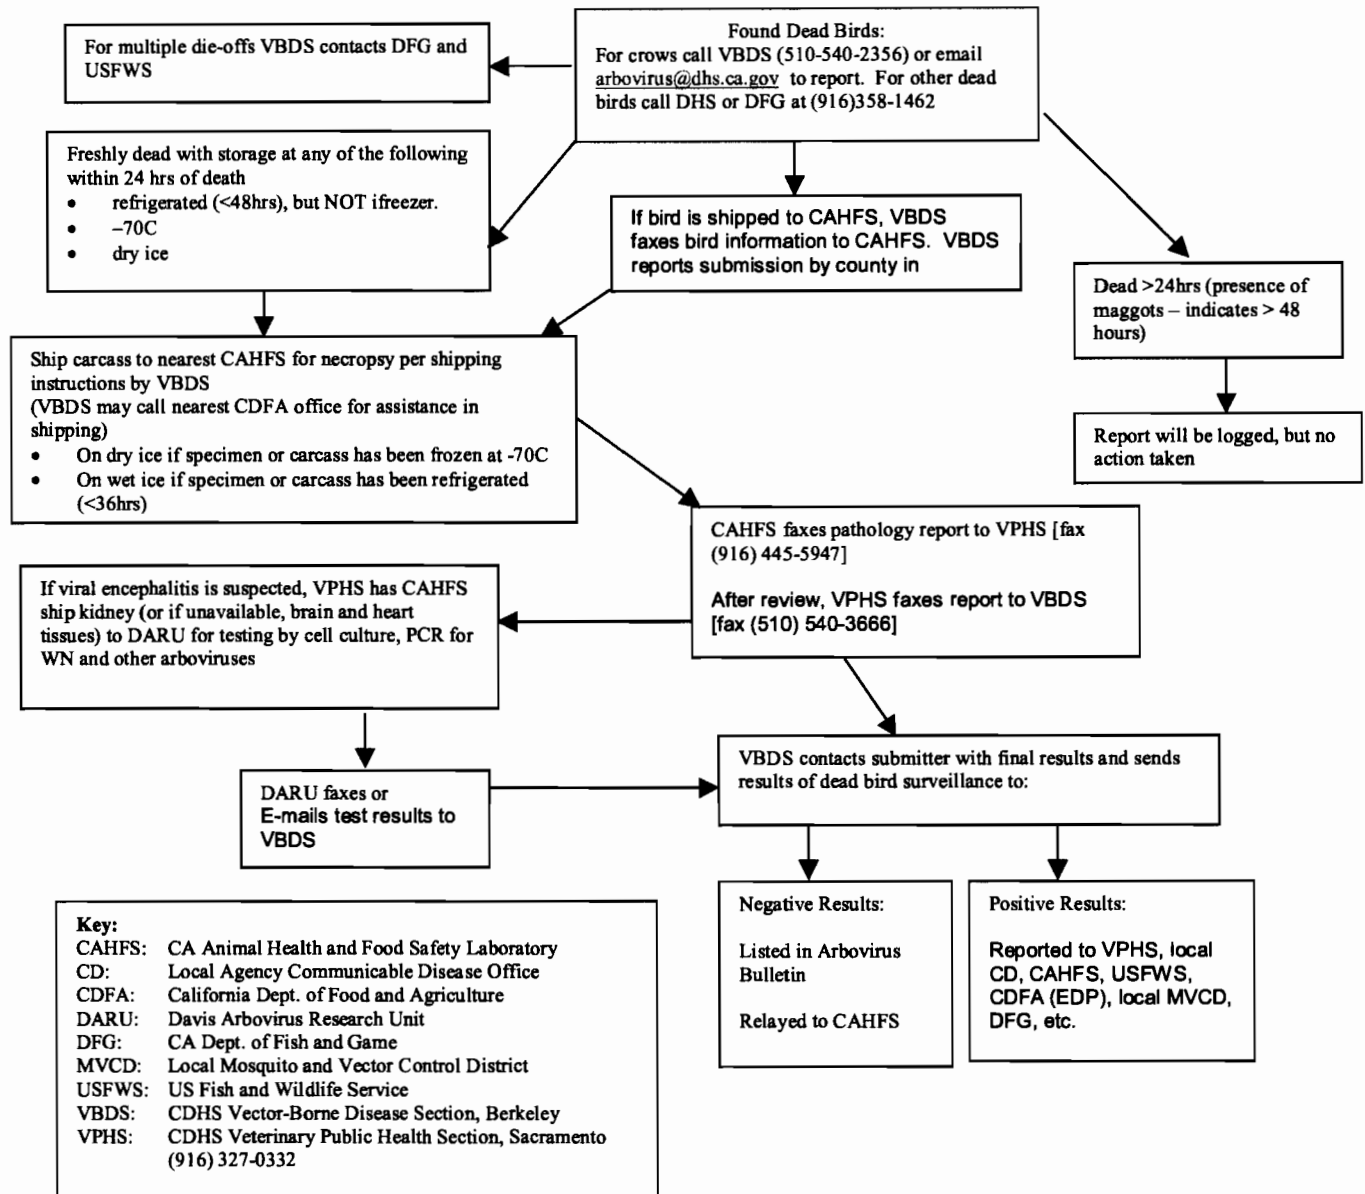 Found Dead Birds:
For crows call VBDS (510-540-2356) or email
arbovirus@dhs.ca.gov to report. For other dead
birds call DHS or DFG at (916)358-1462
For multiple die-offs VBDS contacts DFG and
USFWS
Freshly dead with storage at any of the following
within 24 hrs of death
• refrigerated (<48hrs), but NOT ifreezer.
• –70C
• dry ice
If bird is shipped to CAHFS, VBDS
faxes bird information to CAHFS. VBDS
reports submission by county in
Dead >24hrs (presence of
maggots – indicates > 48
hours)
Report will be logged, but no
action taken
Ship carcass to nearest CAHFS for necropsy per shipping
instructions by VBDS
(VBDS may call nearest CDFA office for assistance in
shipping)
• On dry ice if specimen or carcass has been frozen at -70C
• On wet ice if specimen or carcass has been refrigerated
(<36hrs)
CAHFS faxes pathology report to VPHS [fax
(916) 445-5947]
After review, VPHS faxes report to VBDS
[fax (510) 540-3666]
If viral encephalitis is suspected, VPHS has CAHFS
ship kidney (or if unavailable, brain and heart
tissues) to DARU for testing by cell culture, PCR for
WN and other arboviruses
DARU faxes or
E-mails test results to
VBDS
VBDS contacts submitter with final results and sends
results of dead bird surveillance to:
Negative Results:
Listed in Arbovirus
Bulletin
Relayed to CAHFS
Positive Results:
Reported to VPHS, local
CD, CAHFS, USFWS,
CDFA (EDP), local MVCD,
DFG, etc.
Key:
CAHFS: CA Animal Health and Food Safety Laboratory
CD: Local Agency Communicable Disease Office
CDFA: California Dept. of Food and Agriculture
DARU: Davis Arbovirus Research Unit
DFG: CA Dept. of Fish and Game
MVCD: Local Mosquito and Vector Control District
USFWS: US Fish and Wildlife Service
VBDS: CDHS Vector-Borne Disease Section, Berkeley
VPHS: CDHS Veterinary Public Health Section, Sacramento
(916) 327-0332